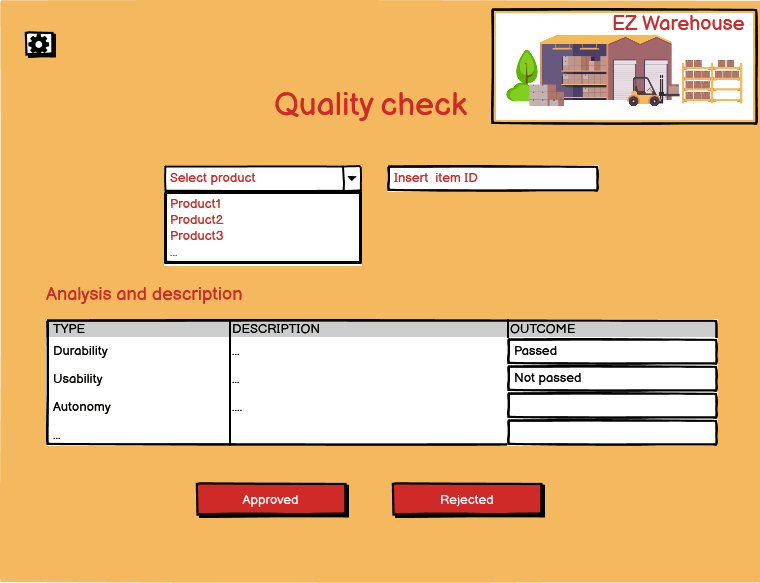 EZ Warehouse
Quality check
Select product
Insert item ID
Product1
Product2
Product3
...
Analysis and description
TYPE DESCRIPTION OUTCOME
Durability ... Passed
Usability ... Not passed
Autonomy ....
...
Approved Rejected